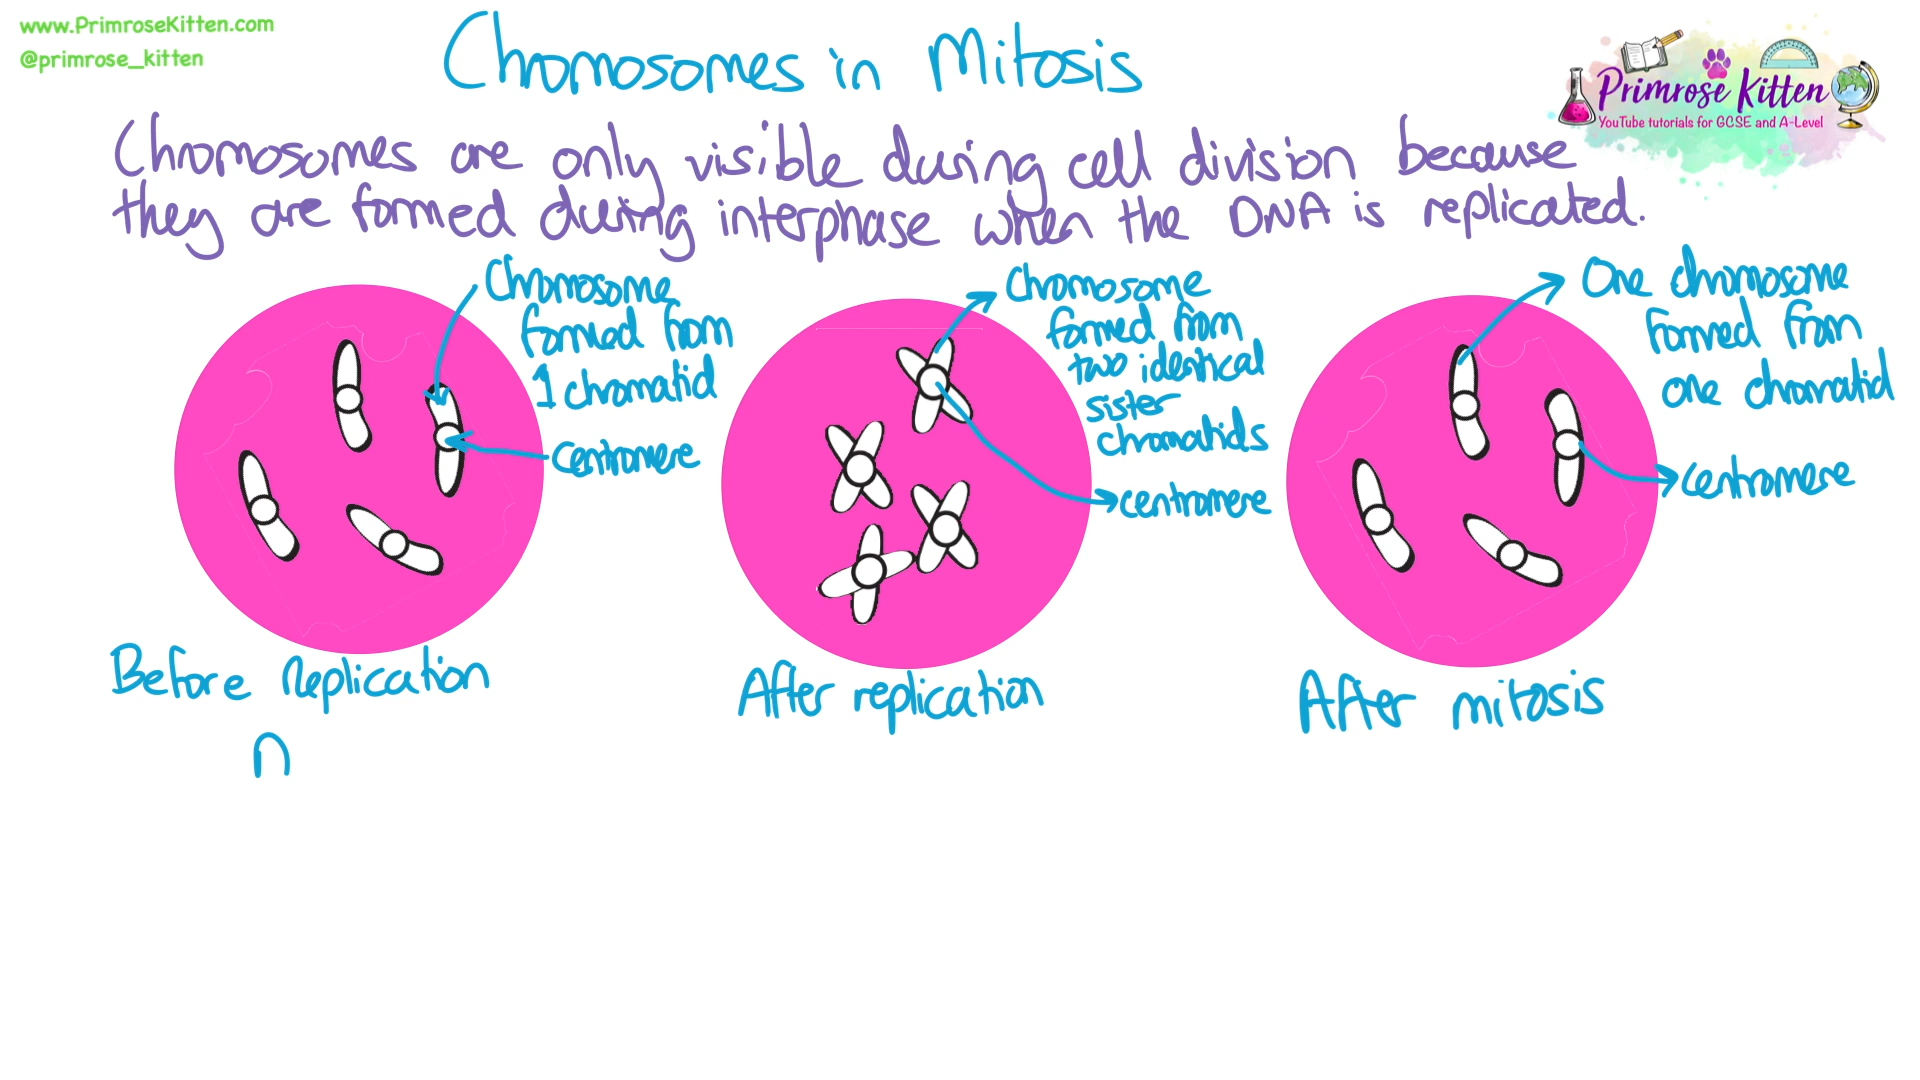 www.PrimroseKitten.com
@primrose_kitten
Chromosomes in Mitosis
Primrose Kitten
YouTube tutorials for GCSE and A-Level
Chromosomes are only visible during cell division because
they are formed during interphase when the DNA is replicated.
Chromosome
formed from
1 chromatid
centromere
Chromosome
formed from
two identical
sister
chromatids
centromere
One chromosome
formed from
one chromatid
centromere
Before Replication
n
After replication
After mitosis